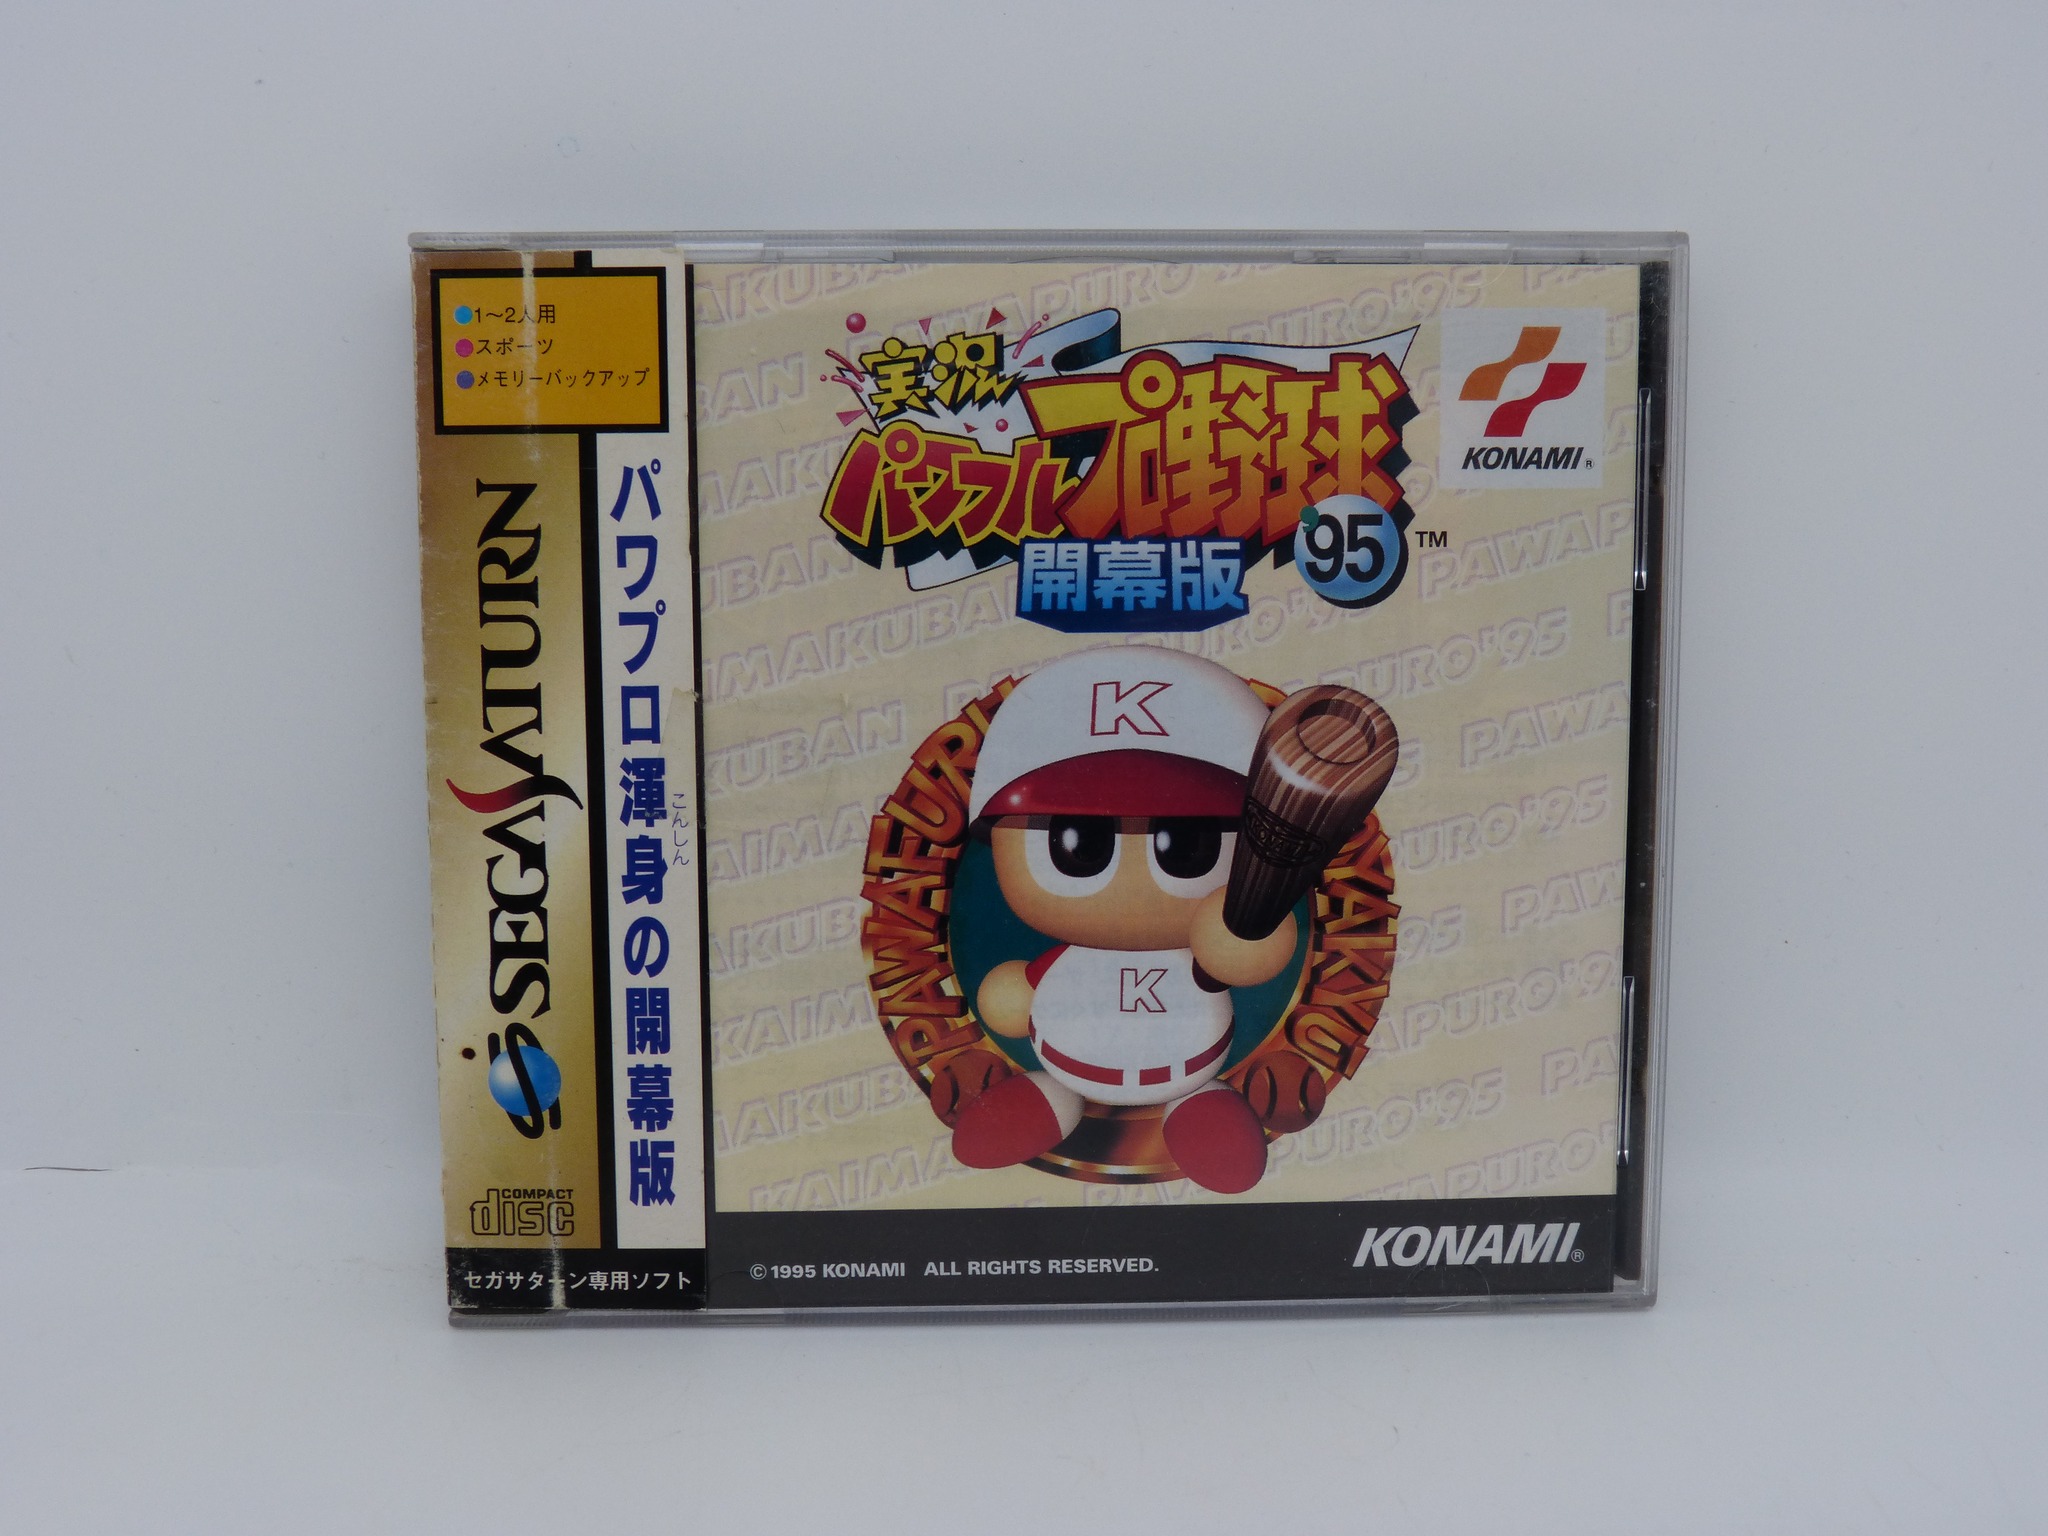 ●1～2人用
●スポーツ
●メモリーバックアップ
SEGA SATURN
COMPACT
disc
セガサターン専用ソフト
パワプロ渾身の開幕版
こんしん
実況
パワフルプロ野球
'95
TM
開幕版
KONAMI®
K
K
KAIMAKUBAN PAWAPURO'95
© 1995 KONAMI ALL RIGHTS RESERVED.
KONAMI®